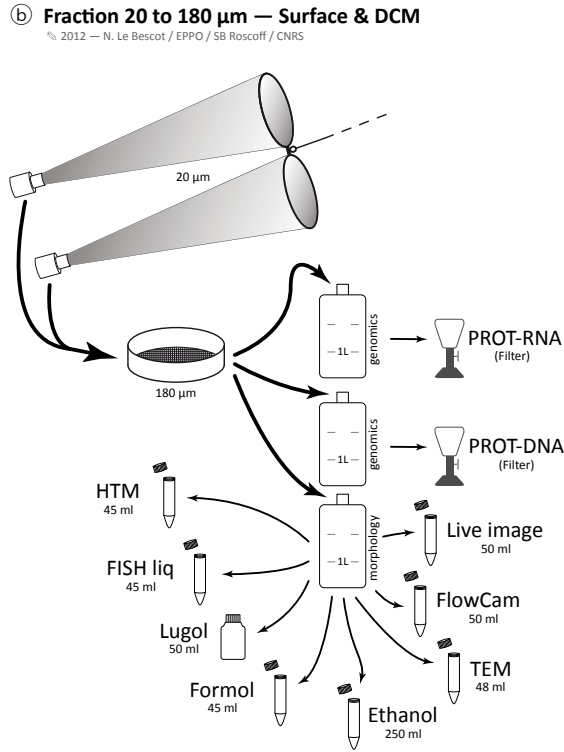 b Fraction 20 to 180 µm — Surface & DCM
✎ 2012 — N. Le Bescot / EPPO / SB Roscoff / CNRS
20 µm
180 µm
1L
genomics
PROT-RNA
(Filter)
1L
genomics
PROT-DNA
(Filter)
1L
morphology
HTM
45 ml
FISH liq
45 ml
Lugol
50 ml
Formol
45 ml
Ethanol
250 ml
TEM
48 ml
FlowCam
50 ml
Live image
50 ml